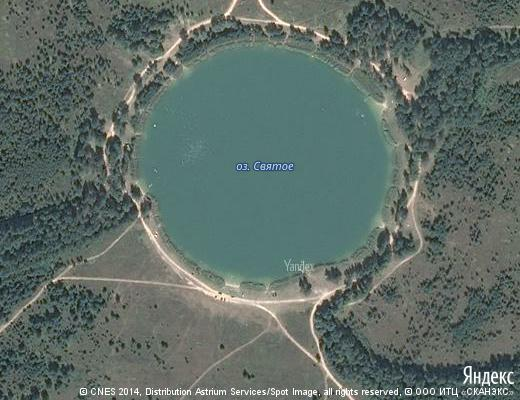 оз. Святое
Yandex
Яндекс
© CNES 2014, Distribution Astrium Services/Spot Image, all rights reserved, © ООО ИТЦ «СКАНЭКС»